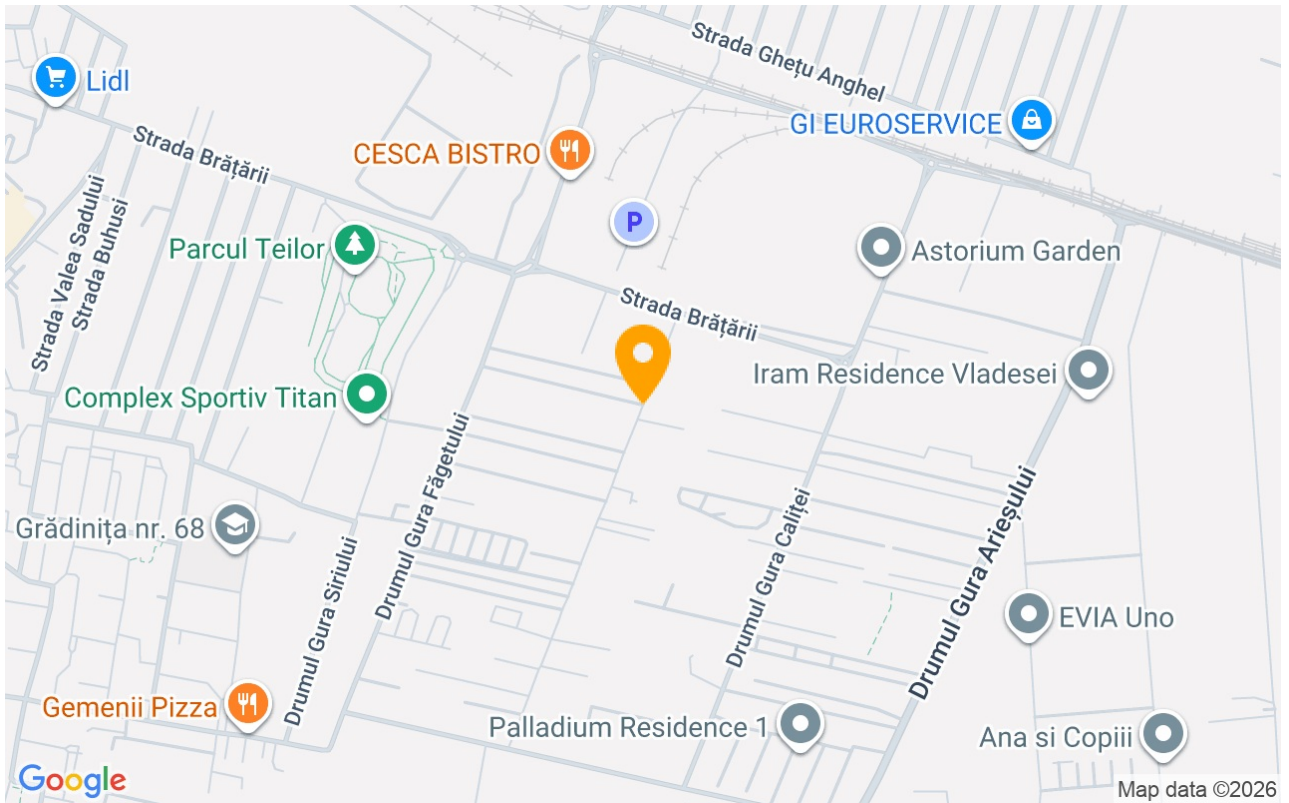 Strada Ghețu Anghel
Lidl
GI EUROSERVICE
Strada Brățării
CESCA BISTRO
P
Strada Valea Sadului
Strada Buhusi
Parcul Teilor
Astorium Garden
Strada Brățării
Iram Residence Vladesei
Complex Sportiv Titan
Drumul Gura Făgetului
Grădinița nr. 68
Drumul Gura Caliței
Drumul Gura Arieșului
Drumul Gura Siriului
EVIA Uno
Gemenii Pizza
Palladium Residence 1
Ana si Copiii
Google
Map data ©2026